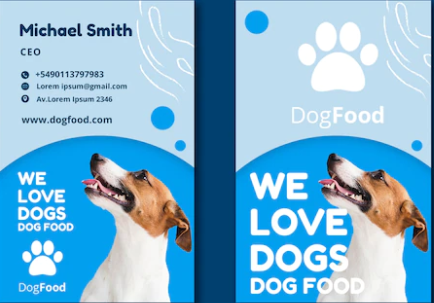 Michael Smith
CEO
+5490113797983
Lorem ipsum@gmail.com
Av.Lorem Ipsum 2346
www.dogfood.com
WE
LOVE
DOGS
DOG FOOD
DogFood
DogFood
WE
LOVE
DOGS
DOG FOOD